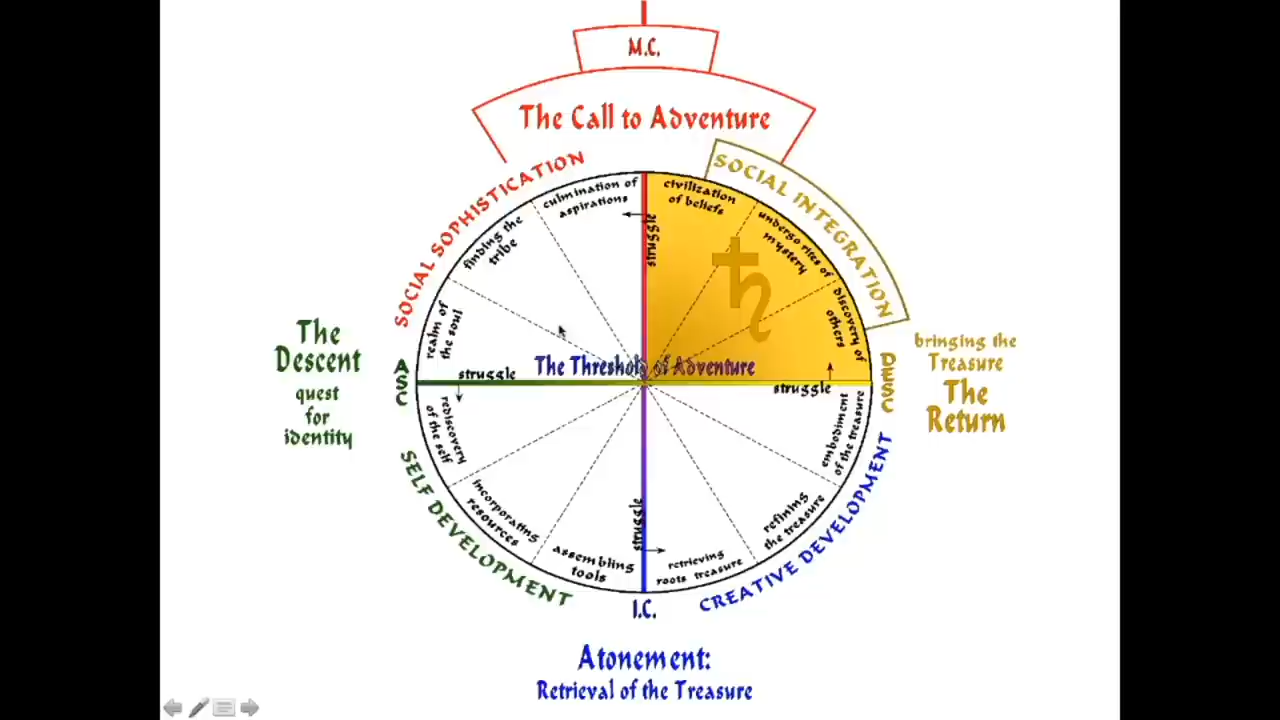 M.C.
The Call to Adventure
SOCIAL SOPHISTICATION
SOCIAL INTEGRATION
culmination of
aspirations
civilization
of beliefs
finding the
tribe
undergo rites of
mystery
realm of
the soul
discovery of
others
struggle
♄
The
Descent
quest
for
identity
ASC
struggle
The Threshold of Adventure
struggle
DESC
bringing the
Treasure
The
Return
rediscovery
of the self
embodiment
of the treasure
incorporating
resources
refining
the treasure
assembling
tools
struggle
retrieving
roots treasure
SELF DEVELOPMENT
CREATIVE DEVELOPMENT
I.C.
Atonement:
Retrieval of the Treasure